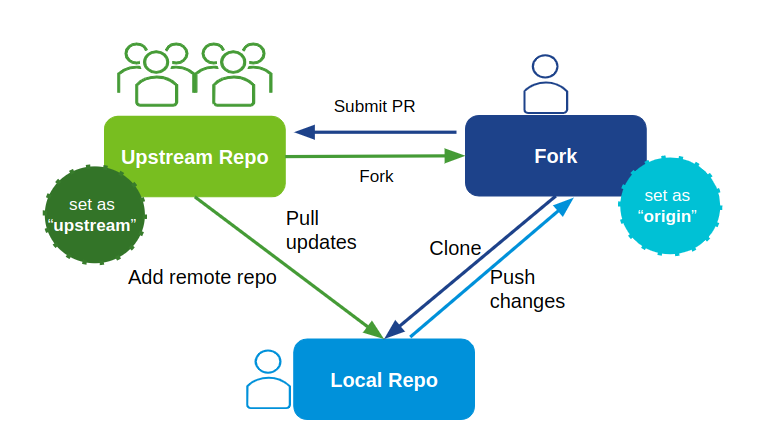 Submit PR
Upstream Repo
Fork
Fork
set as
“upstream”
set as
“origin”
Pull
updates
Clone
Add remote repo
Push
changes
Local Repo